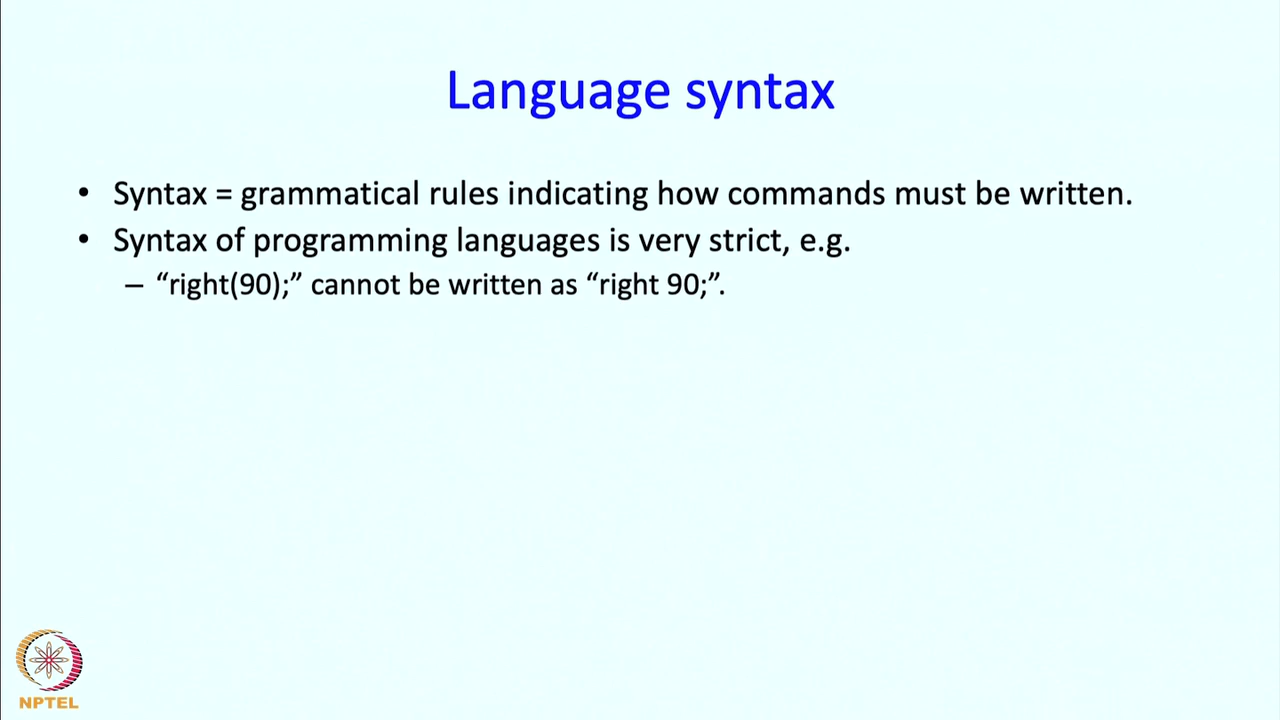 Language syntax
• Syntax = grammatical rules indicating how commands must be written.
• Syntax of programming languages is very strict, e.g.
– “right(90);” cannot be written as “right 90;”.
NPTEL